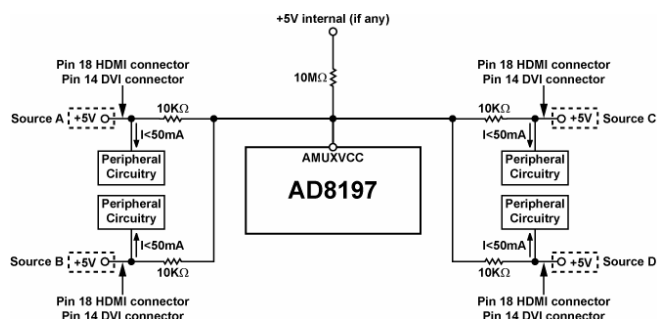 +5V internal (if any)
Pin 18 HDMI connector
Pin 14 DVI connector
10MΩ
Pin 18 HDMI connector
Pin 14 DVI connector
Source A
+5V
10KΩ
10KΩ
+5V
Source C
I<50mA
I<50mA
Peripheral
Circuitry
AMUXVCC
Peripheral
Circuitry
AD8197
Peripheral
Circuitry
Peripheral
Circuitry
I<50mA
I<50mA
Source B
+5V
10KΩ
10KΩ
+5V
Source D
Pin 18 HDMI connector
Pin 14 DVI connector
Pin 18 HDMI connector
Pin 14 DVI connector